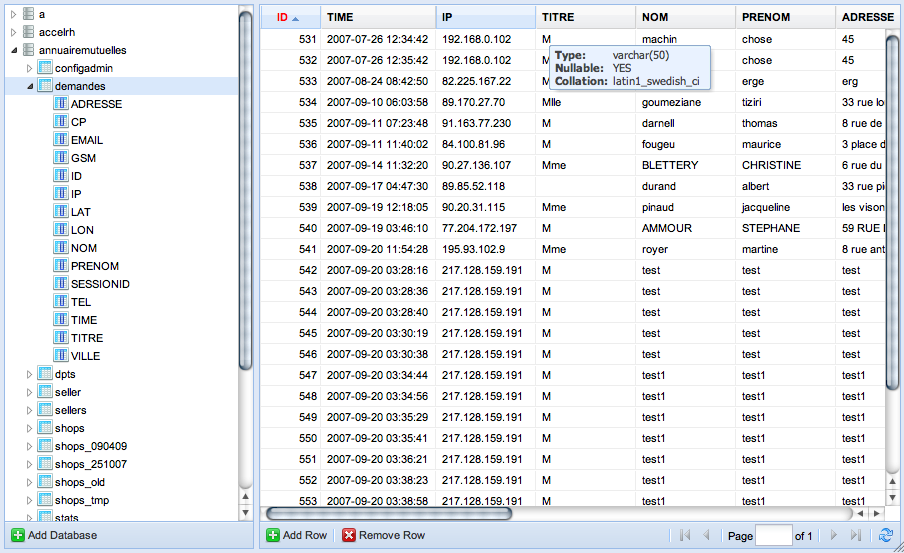 a
accelrh
annuairemutuelles
configadmin
demandes
ADRESSE
CP
EMAIL
GSM
ID
IP
LAT
LON
NOM
PRENOM
SESSIONID
TEL
TIME
TITRE
VILLE
dpts
seller
sellers
shops
shops_090409
shops_251007
shops_old
shops_tmp
stats
Add Database
ID TIME IP TITRE NOM PRENOM ADRESSE
531 2007-07-26 12:34:42 192.168.0.102 M machin chose 45
532 2007-07-26 12:35:42 192.168.0.102 chose 45
533 2007-08-24 08:42:50 82.225.167.22 erge erg
Type: varchar(50)
Nullable: YES
Collation: latin1_swedish_ci
534 2007-09-10 06:03:58 89.170.27.70 Mlle goumeziane tiziri 33 rue
535 2007-09-11 07:23:48 91.163.77.230 M darnell thomas 8 rue de
536 2007-09-11 11:40:02 84.100.81.96 M fougeu maurice 3 place
537 2007-09-14 11:32:20 90.27.136.107 Mme BLETTERY CHRISTINE 6 rue du
538 2007-09-17 04:47:30 89.85.52.118 durand albert 33 rue
539 2007-09-19 12:18:05 90.20.31.115 Mme pinaud jacqueline les vison
540 2007-09-19 03:46:10 77.204.172.197 M AMMOUR STEPHANE 59 RUE
541 2007-09-20 11:54:28 195.93.102.9 Mme royer martine 8 rue ant
542 2007-09-20 03:28:16 217.128.159.191 M test test test
543 2007-09-20 03:28:36 217.128.159.191 M test test test
544 2007-09-20 03:28:40 217.128.159.191 M test test test
545 2007-09-20 03:30:19 217.128.159.191 M test test test
546 2007-09-20 03:30:38 217.128.159.191 M test test test
547 2007-09-20 03:34:44 217.128.159.191 M test1 test1 test1
548 2007-09-20 03:34:56 217.128.159.191 M test1 test1 test1
549 2007-09-20 03:35:29 217.128.159.191 M test1 test1 test1
550 2007-09-20 03:35:41 217.128.159.191 M test1 test1 test1
551 2007-09-20 03:36:21 217.128.159.191 M test1 test1 test1
552 2007-09-20 03:38:23 217.128.159.191 M test1 test1 test1
553 2007-09-20 03:38:58 217.128.159.191 M test1 test1 test1
Add Row Remove Row Page of 1